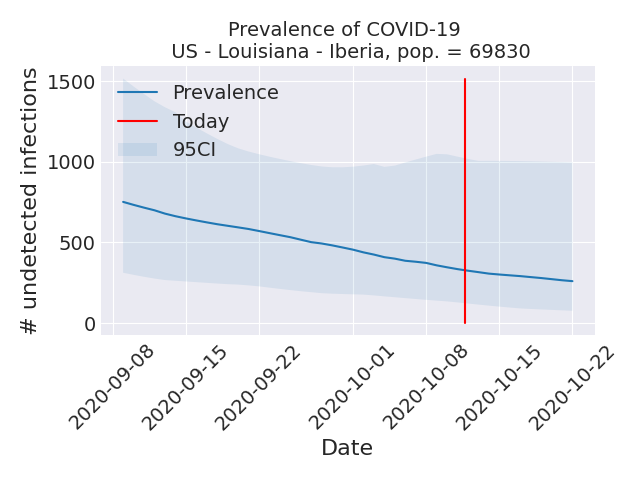 Prevalence of COVID-19
US - Louisiana - Iberia, pop. = 69830
# undetected infections
1500
1000
500
0
Prevalence
Today
95CI
2020-09-08
2020-09-15
2020-09-22
2020-10-01
2020-10-08
2020-10-15
2020-10-22
Date